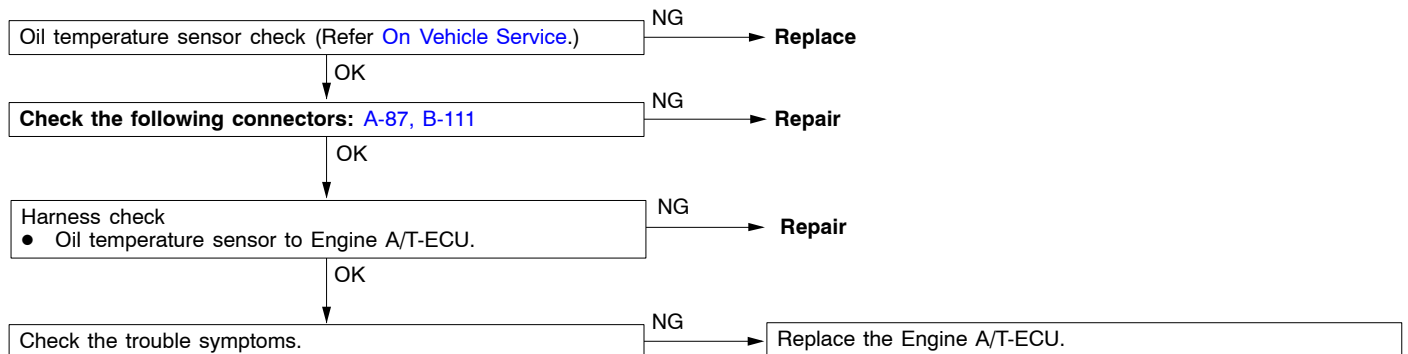 NG
Oil temperature sensor check (Refer On Vehicle Service.)
Replace
OK
NG
Check the following connectors: A-87, B-111
Repair
OK
NG
Harness check
● Oil temperature sensor to Engine A/T-ECU.
Repair
OK
NG
Check the trouble symptoms.
Replace the Engine A/T-ECU.